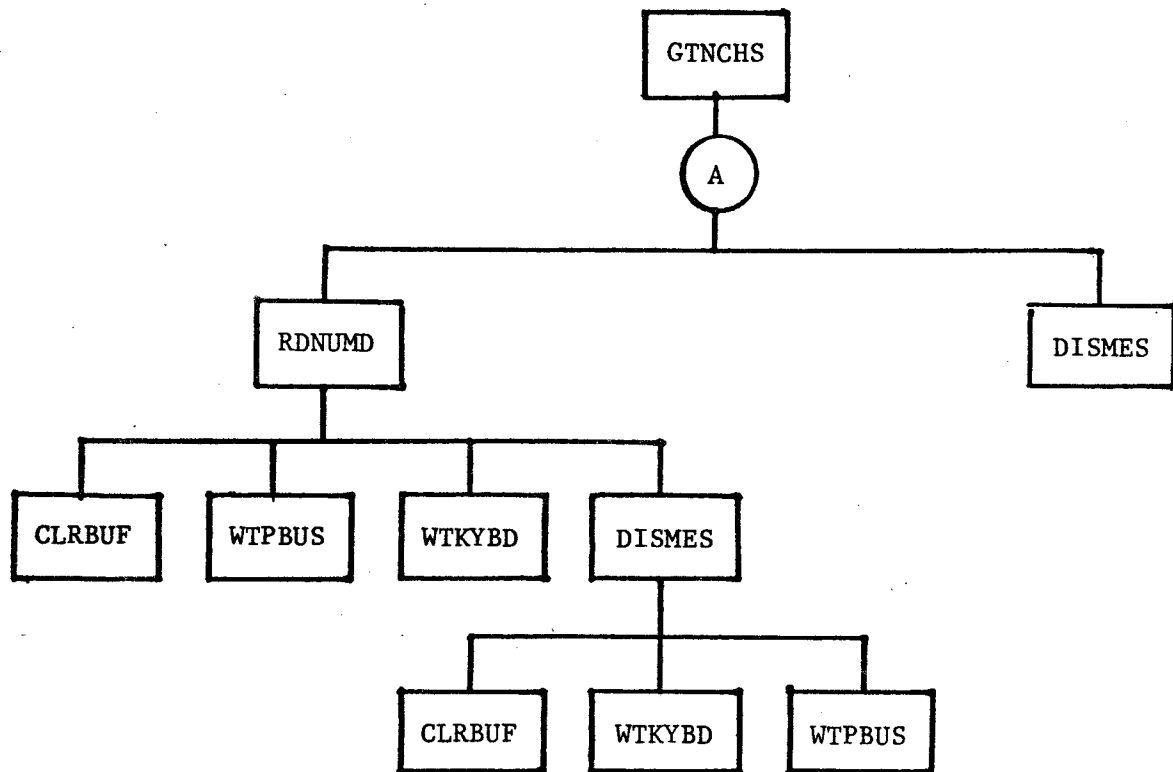 GTNCHS
A
RDNUMD
DISMES
CLRBUF
WTPBUS
WTKYBD
DISMES
CLRBUF
WTKYBD
WTPBUS